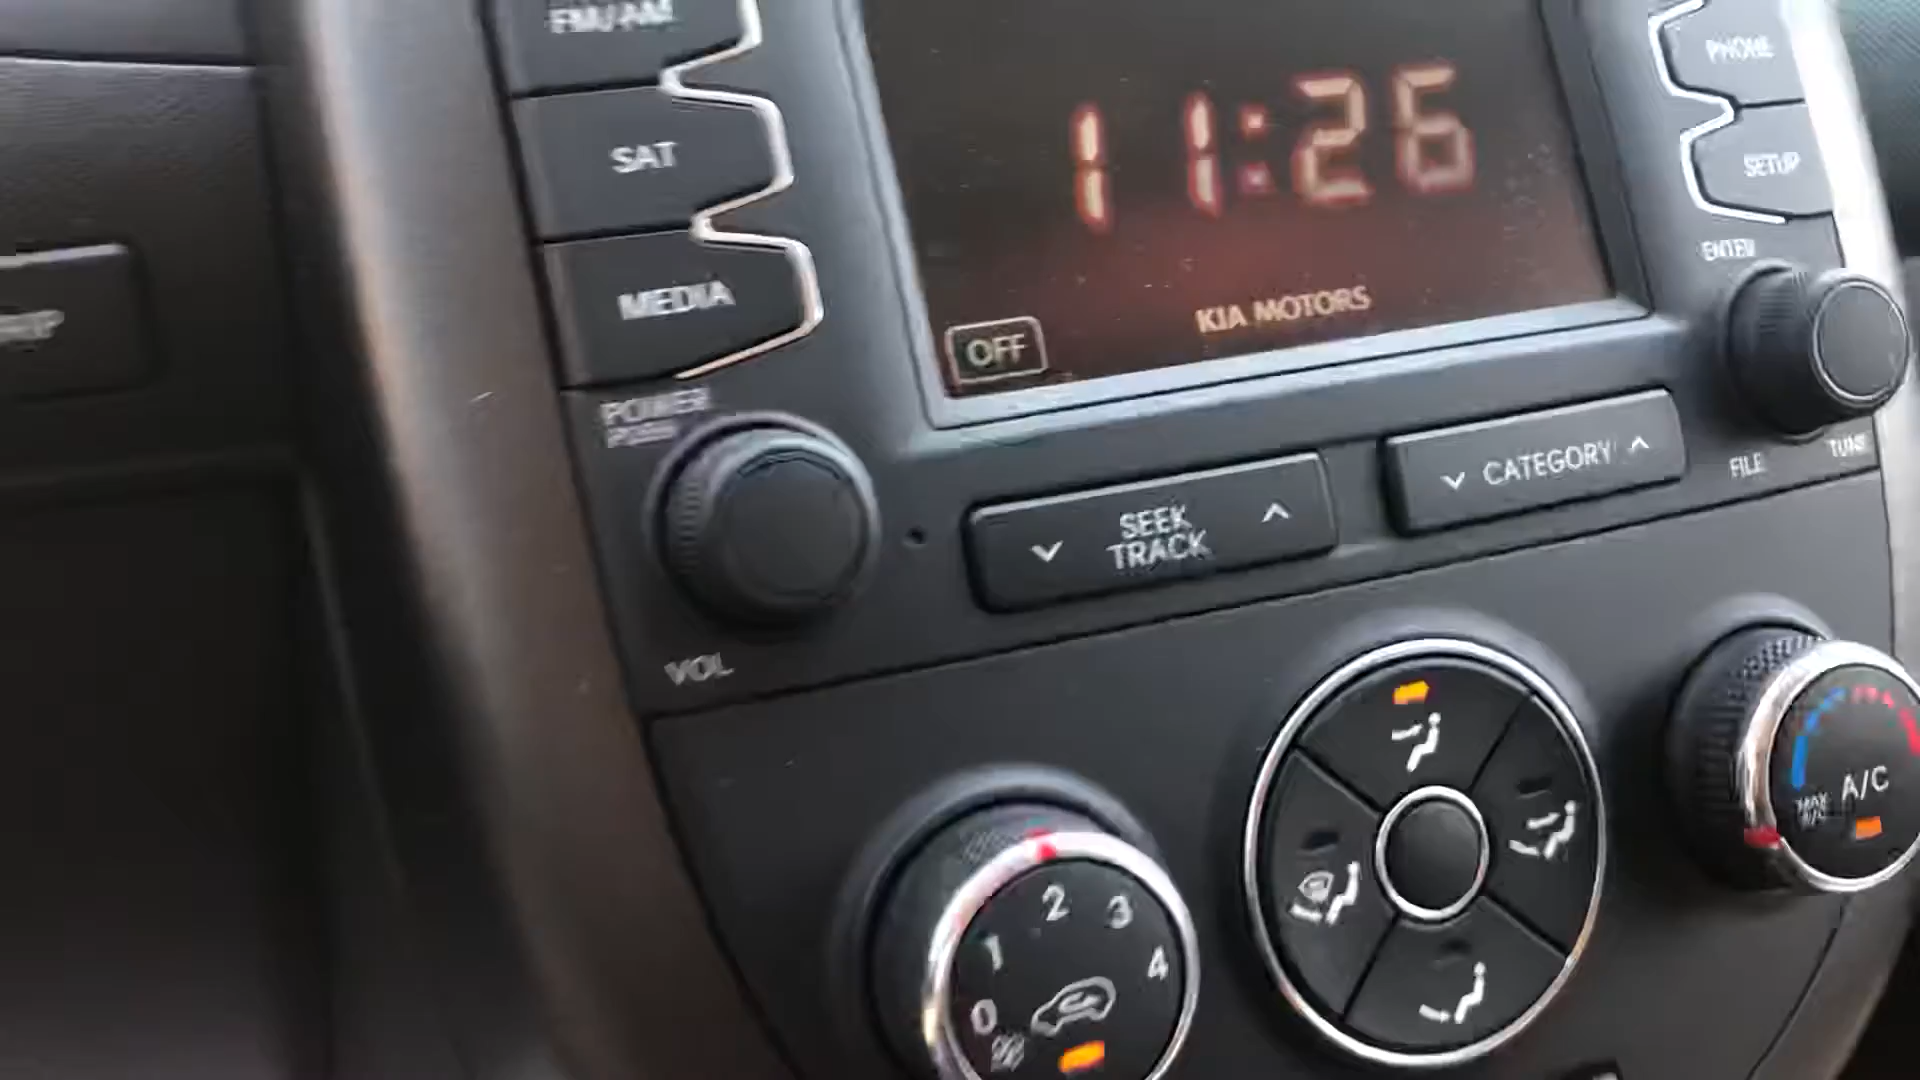 FM/AM
SAT
MEDIA
POWER
PUSH
VOL
11:26
KIA MOTORS
OFF
PHONE
SETUP
ENTER
TUNE
FILE
SEEK
TRACK
CATEGORY
0 1 2 3 4
MAX
A/C
A/C